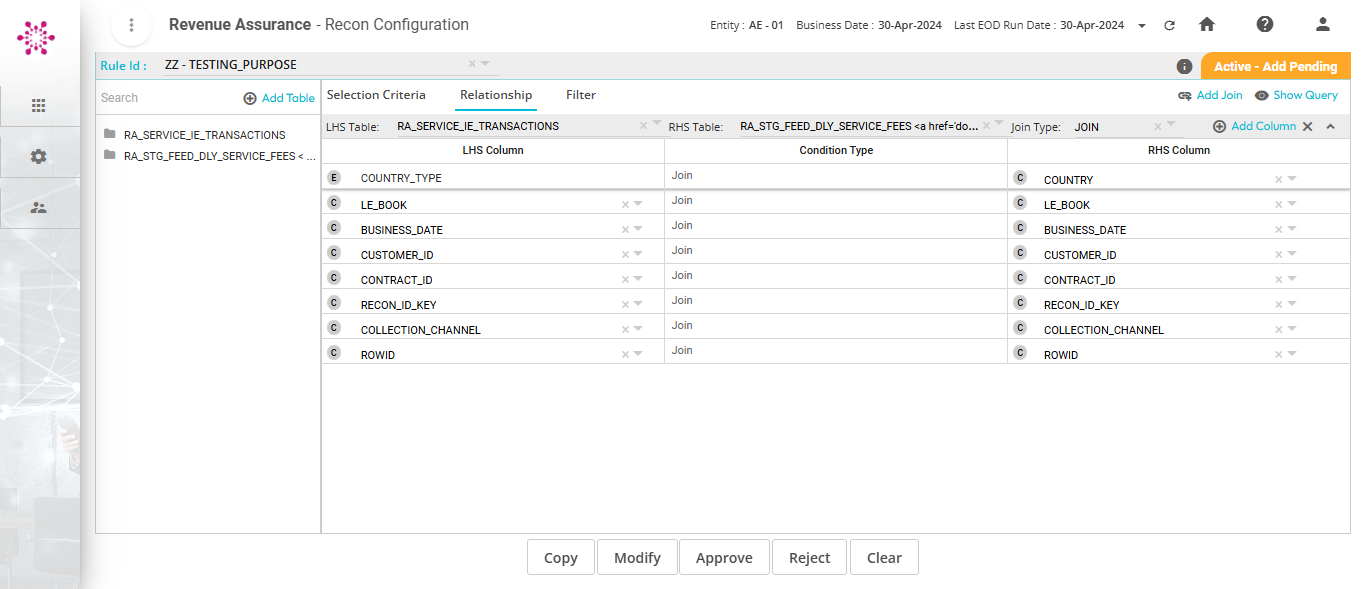 Revenue Assurance - Recon Configuration
Entity : AE - 01 Business Date : 30-Apr-2024 Last EOD Run Date : 30-Apr-2024
Rule Id : ZZ - TESTING_PURPOSE
Active - Add Pending
Search Add Table
Selection Criteria Relationship Filter
Add Join Show Query
RA_SERVICE_IE_TRANSACTIONS
RA_STG_FEED_DLY_SERVICE_FEES < ...
LHS Table: RA_SERVICE_IE_TRANSACTIONS RHS Table: RA_STG_FEED_DLY_SERVICE_FEES <a href='do... Join Type: JOIN Add Column
LHS Column Condition Type RHS Column
E COUNTRY_TYPE Join C COUNTRY
C LE_BOOK Join C LE_BOOK
C BUSINESS_DATE Join C BUSINESS_DATE
C CUSTOMER_ID Join C CUSTOMER_ID
C CONTRACT_ID Join C CONTRACT_ID
C RECON_ID_KEY Join C RECON_ID_KEY
C COLLECTION_CHANNEL Join C COLLECTION_CHANNEL
C ROWID Join C ROWID
Copy Modify Approve Reject Clear